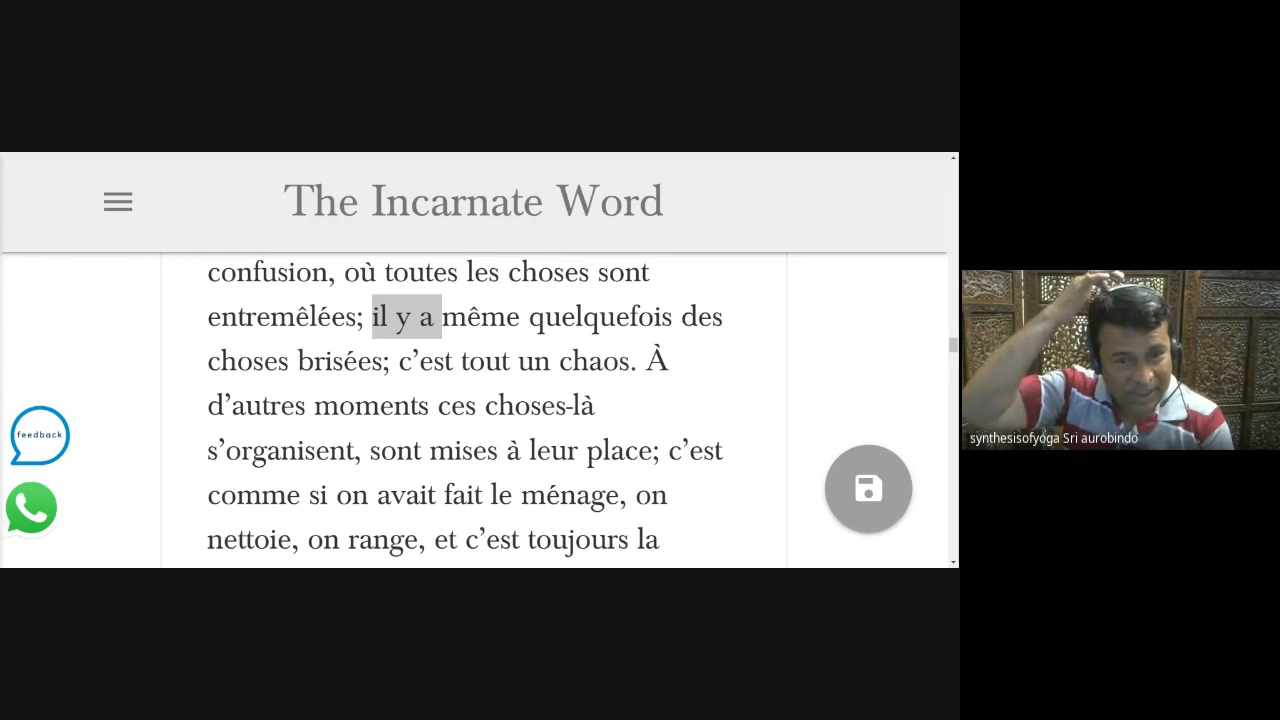 The Incarnate Word
confusion, où toutes les choses sont
entremêlées; il y a même quelquefois des
choses brisées; c’est tout un chaos. À
d’autres moments ces choses-là
s’organisent, sont mises à leur place; c’est
comme si on avait fait le ménage, on
nettoie, on range, et c’est toujours la
feedback
synthesisofyoga Sri aurobindo